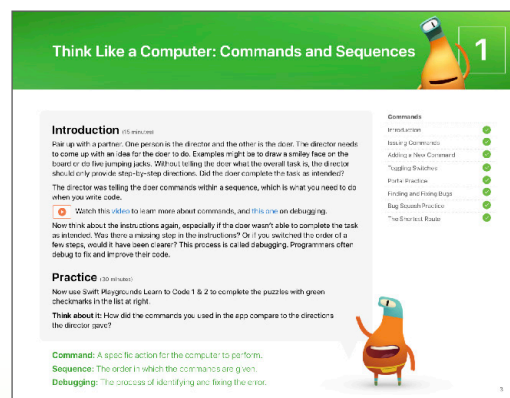 Think Like a Computer: Commands and Sequences
1
Introduction (15 minutes)
Pair up with a partner. One person is the director and the other is the doer. The director needs
to come up with an idea for the doer to do. Examples might be to draw a smiley face on the
board or do five jumping jacks. Without telling the doer what the overall task is, the director
should only provide step-by-step directions. Did the doer complete the task as intended?
The director was telling the doer commands within a sequence, which is what you need to do
when you write code.
Watch this video to learn more about commands, and this one on debugging.
Now think about the instructions again, especially if the doer wasn't able to complete the task
as intended. Was there a missing step in the instructions? Or if you switched the order of a
few steps, would it have been clearer? This process is called debugging. Programmers often
debug to find and improve their code.
Practice (30 minutes)
Now use Swift Playgrounds Learn to Code 1 & 2 to complete the puzzles with green
checkmarks in the list at right.
Think about it: How did the commands you used in the app compare to the directions
the director gave?
Command: A specific action for the computer to perform.
Sequence: The order in which the commands are given.
Debugging: The process of identifying and fixing the error.
Commands
Introduction
Issuing Commands
Adding a New Command
Toggling Switches
Portal Practice
Finding and Fixing Bugs
Bug Squash Practice
The Shortest Route